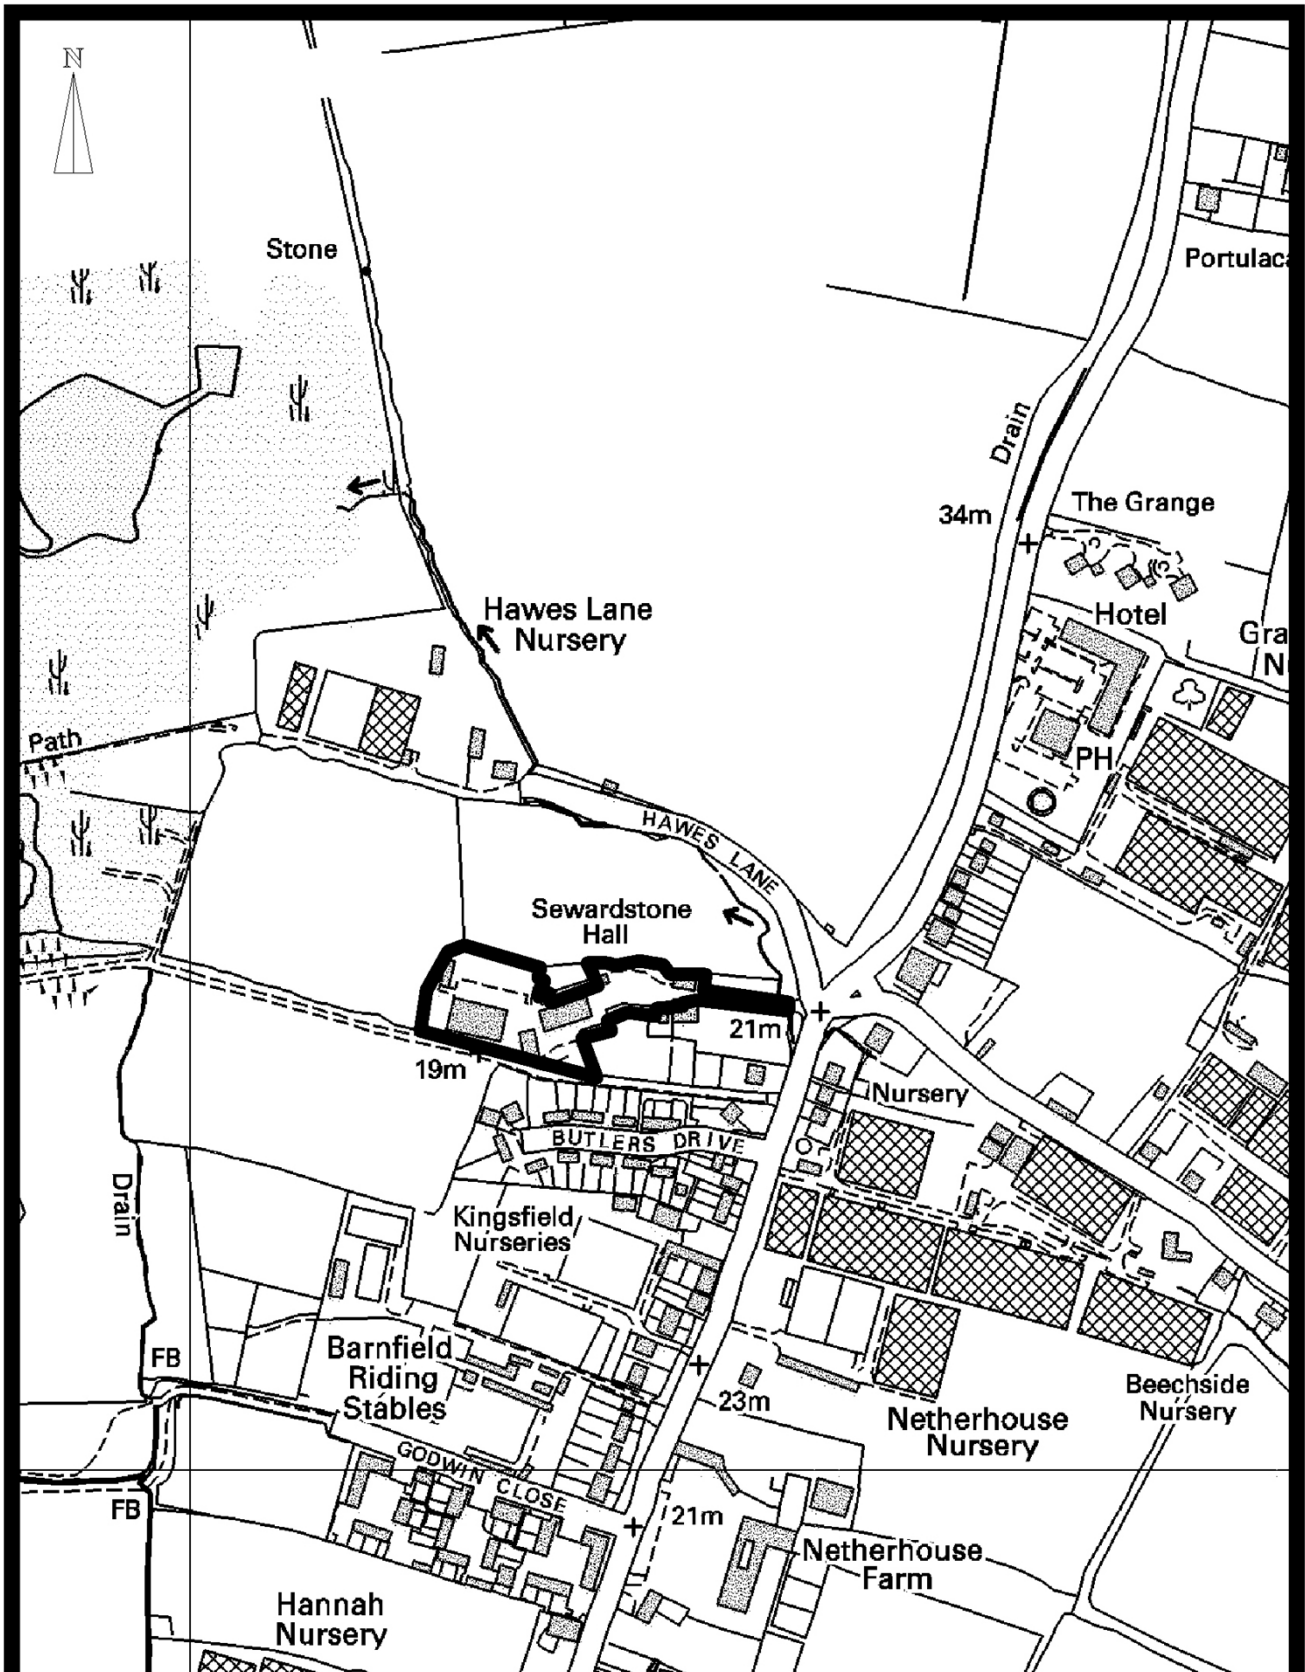 N
Stone
Portulaca
Drain
34m
The Grange
Hotel
Hawes Lane
Nursery
Gra
N
Path
PH
HAWES LANE
Sewardstone
Hall
21m
19m
Nursery
BUTLERS DRIVE
Drain
Kingsfield
Nurseries
FB
Barnfield
Riding
Stables
23m
Beechside
Nursery
Netherhouse
Nursery
GODWIN CLOSE
FB
21m
Netherhouse
Farm
Hannah
Nursery